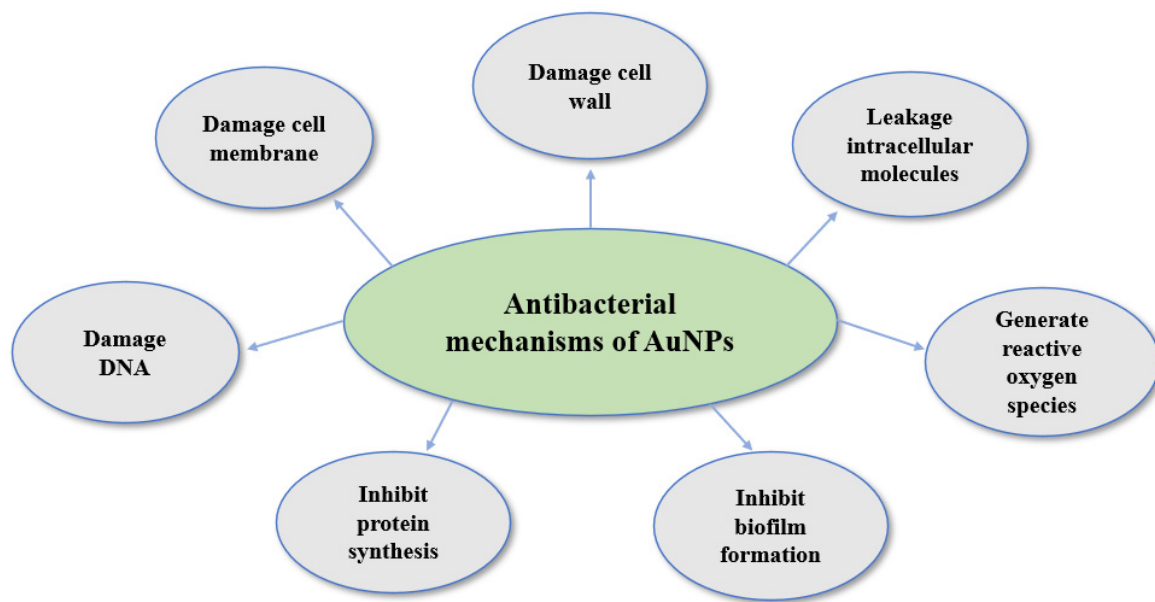 Damage cell
wall
Damage cell
membrane
Leakage
intracellular
molecules
Antibacterial
mechanisms of AuNPs
Damage
DNA
Generate
reactive
oxygen
species
Inhibit
protein
synthesis
Inhibit
biofilm
formation